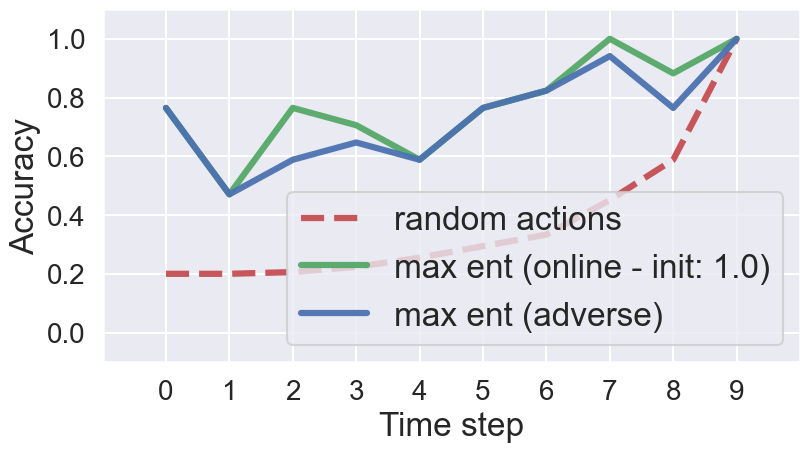 1.0
0.8
0.6
0.4
0.2
0.0
Accuracy
random actions
max ent (online - init: 1.0)
max ent (adverse)
0 1 2 3 4 5 6 7 8 9
Time step